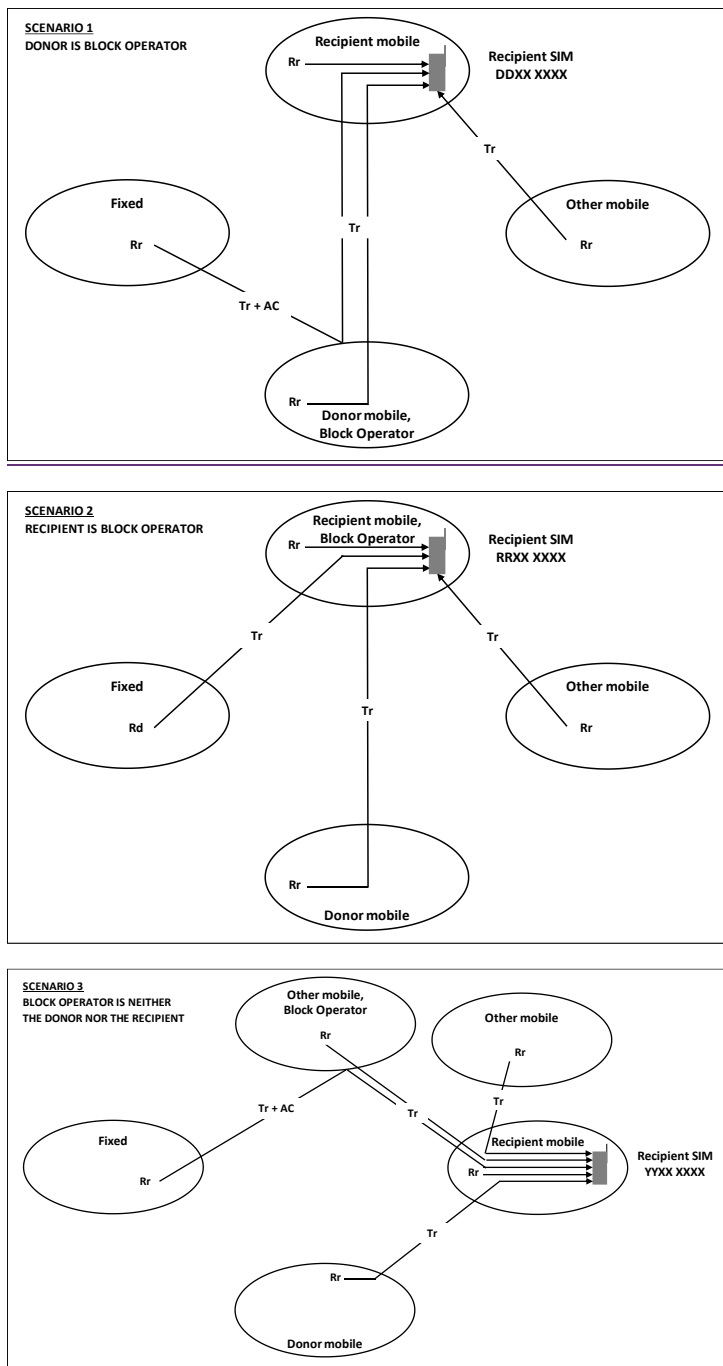 SCENARIO 1
DONOR IS BLOCK OPERATOR
Recipient mobile
Rr
Recipient SIM
DDXX XXXX
Tr
Fixed
Rr
Tr
Other mobile
Rr
Tr + AC
Rr
Donor mobile,
Block Operator
SCENARIO 2
RECIPIENT IS BLOCK OPERATOR
Recipient mobile,
Block Operator
Rr
Recipient SIM
RRXX XXXX
Tr
Tr
Fixed
Rd
Tr
Other mobile
Rr
Rr
Donor mobile
SCENARIO 3
BLOCK OPERATOR IS NEITHER
THE DONOR NOR THE RECIPIENT
Other mobile,
Block Operator
Rr
Other mobile
Rr
Tr
Tr + AC
Tr
Fixed
Rr
Recipient mobile
Rr
Recipient SIM
YYXX XXXX
Tr
Rr
Donor mobile